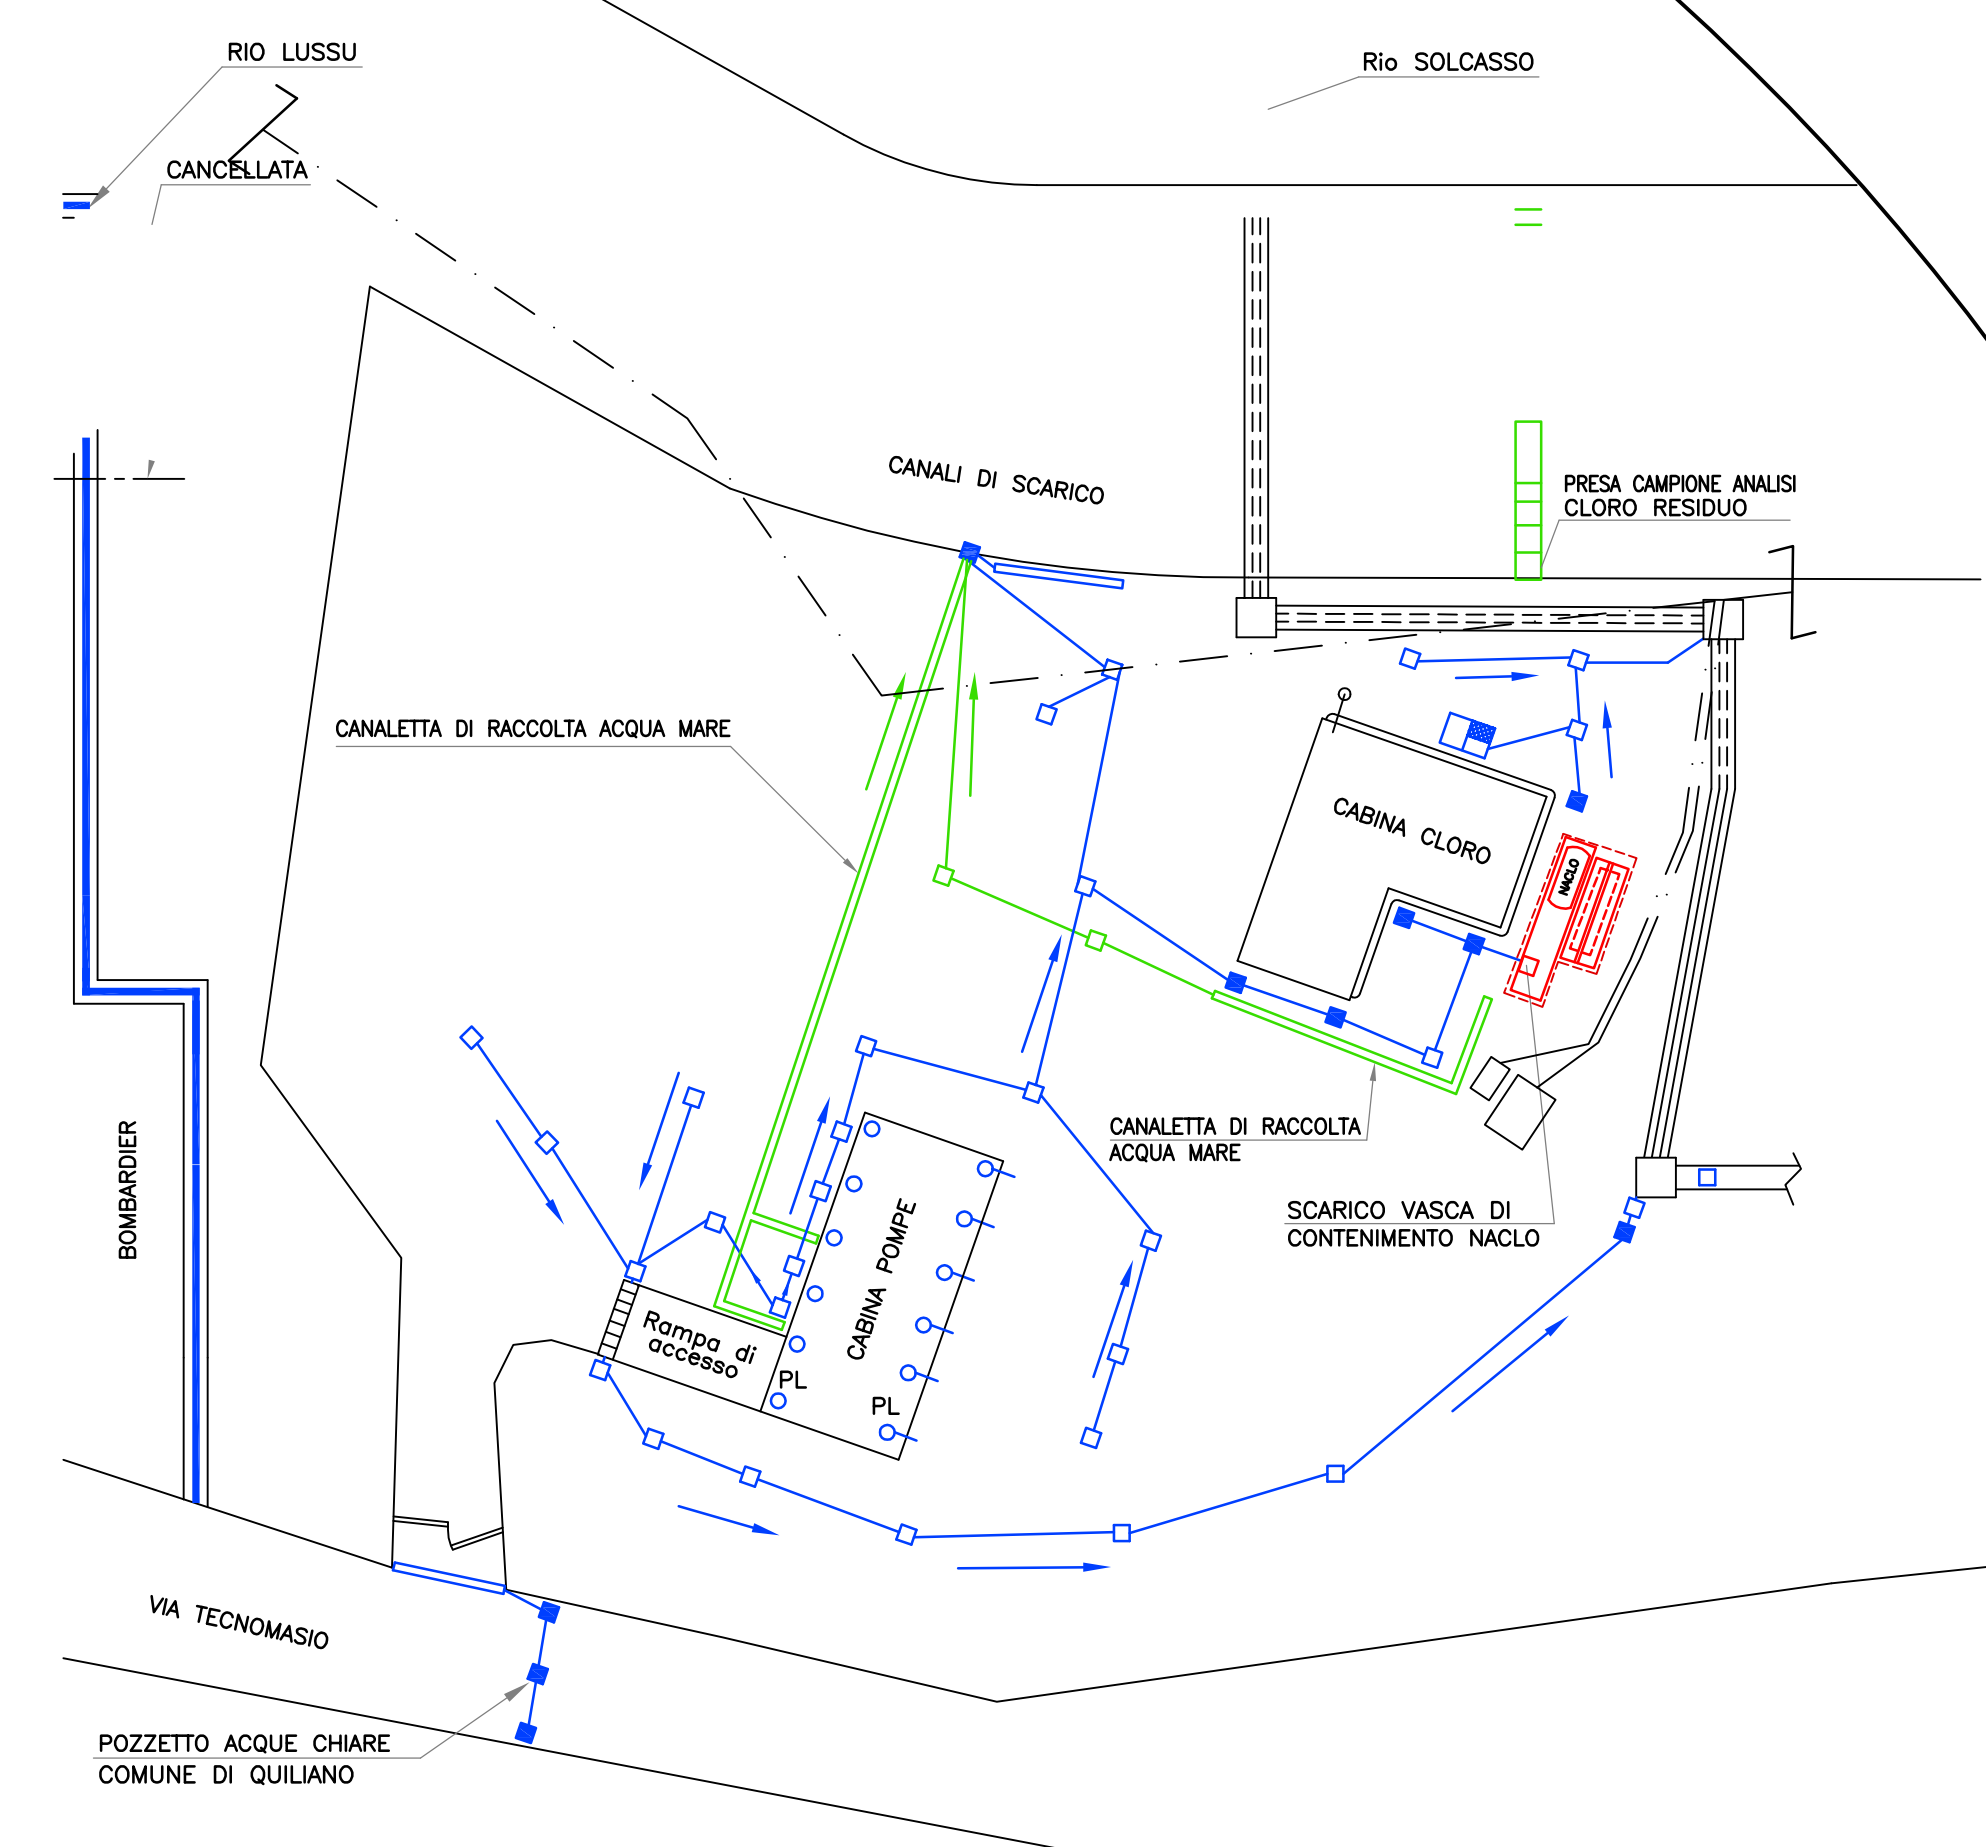 RIO LUSSU
Rio SOLCASSO
CANCELLATA
CANALI DI SCARICO
PRESA CAMPIONE ANALISI
CLORO RESIDUO
CANALETTA DI RACCOLTA ACQUA MARE
CABINA CLORO
NACLO
CANALETTA DI RACCOLTA
ACQUA MARE
BOMBARDIER
SCARICO VASCA DI
CONTENIMENTO NACLO
CABINA POMPE
Rampa di
accesso
PL
PL
VIA TECNOMASIO
POZZETTO ACQUE CHIARE
COMUNE DI QUILIANO